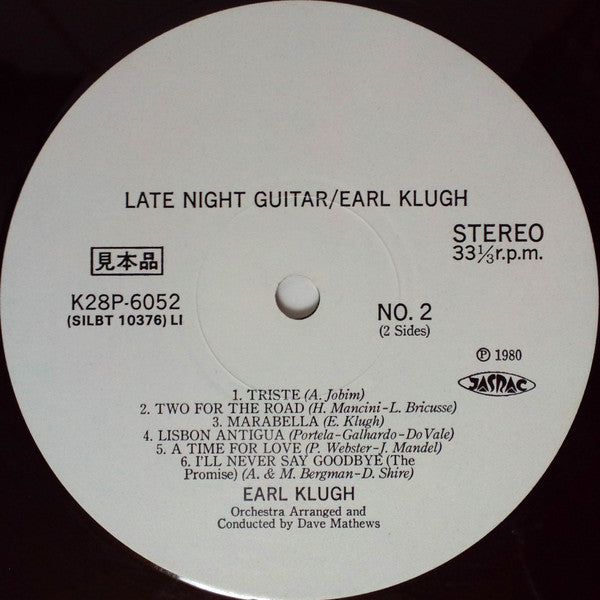 LATE NIGHT GUITAR/EARL KLUGH
STEREO
33⅓r.p.m.
見本品
K28P-6052
(SILBT 10376) LI
NO. 2
(2 Sides)
Ⓟ 1980
JASRAC
1. TRISTE (A. Jobim)
2. TWO FOR THE ROAD (H. Mancini-L. Bricusse)
3. MARABELLA (E. Klugh)
4. LISBON ANTIGUA (Portela-Galhardo-Do Vale)
5. A TIME FOR LOVE (P. Webster-J. Mandel)
6. I'LL NEVER SAY GOODBYE (The
Promise) (A. & M. Bergman-D. Shire)
EARL KLUGH
Orchestra Arranged and
Conducted by Dave Mathews